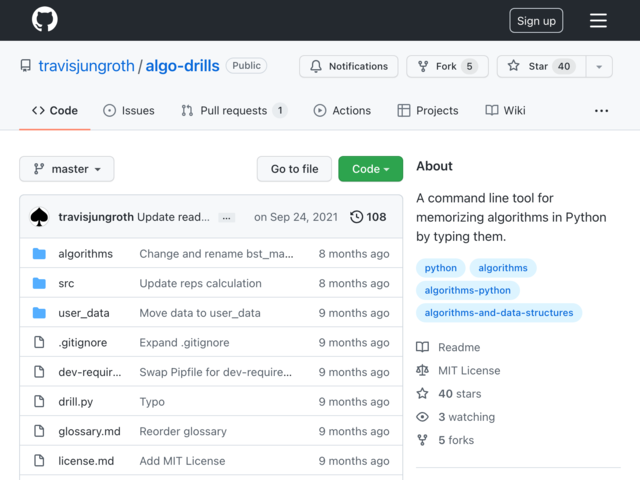 Sign up
travisjungroth / algo-drills Public
Notifications
Fork 5
Star 40
Code
Issues
Pull requests 1
Actions
Projects
Wiki
...
master
Go to file
Code
travisjungroth Update read... ... on Sep 24, 2021 108
algorithms Change and rename bst_ma... 8 months ago
src Update reps calculation 8 months ago
user_data Move data to user_data 9 months ago
.gitignore Expand .gitignore 9 months ago
dev-requir... Swap Pipfile for dev-require... 9 months ago
drill.py Typo 9 months ago
glossary.md Reorder glossary 9 months ago
license.md Add MIT License 9 months ago
About
A command line tool for
memorizing algorithms in Python
by typing them.
python algorithms
algorithms-python
algorithms-and-data-structures
Readme
MIT License
40 stars
3 watching
5 forks